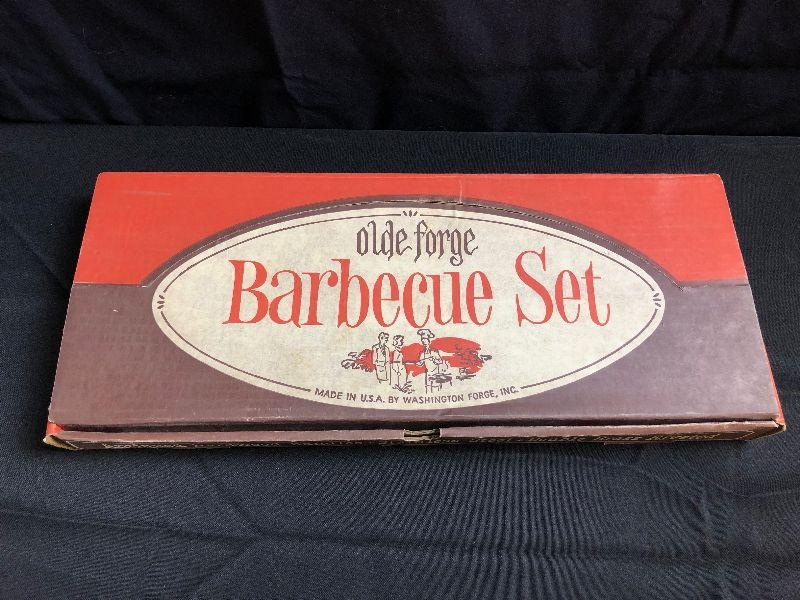 olde forge
Barbecue Set
MADE IN U.S.A. BY WASHINGTON FORGE, INC.